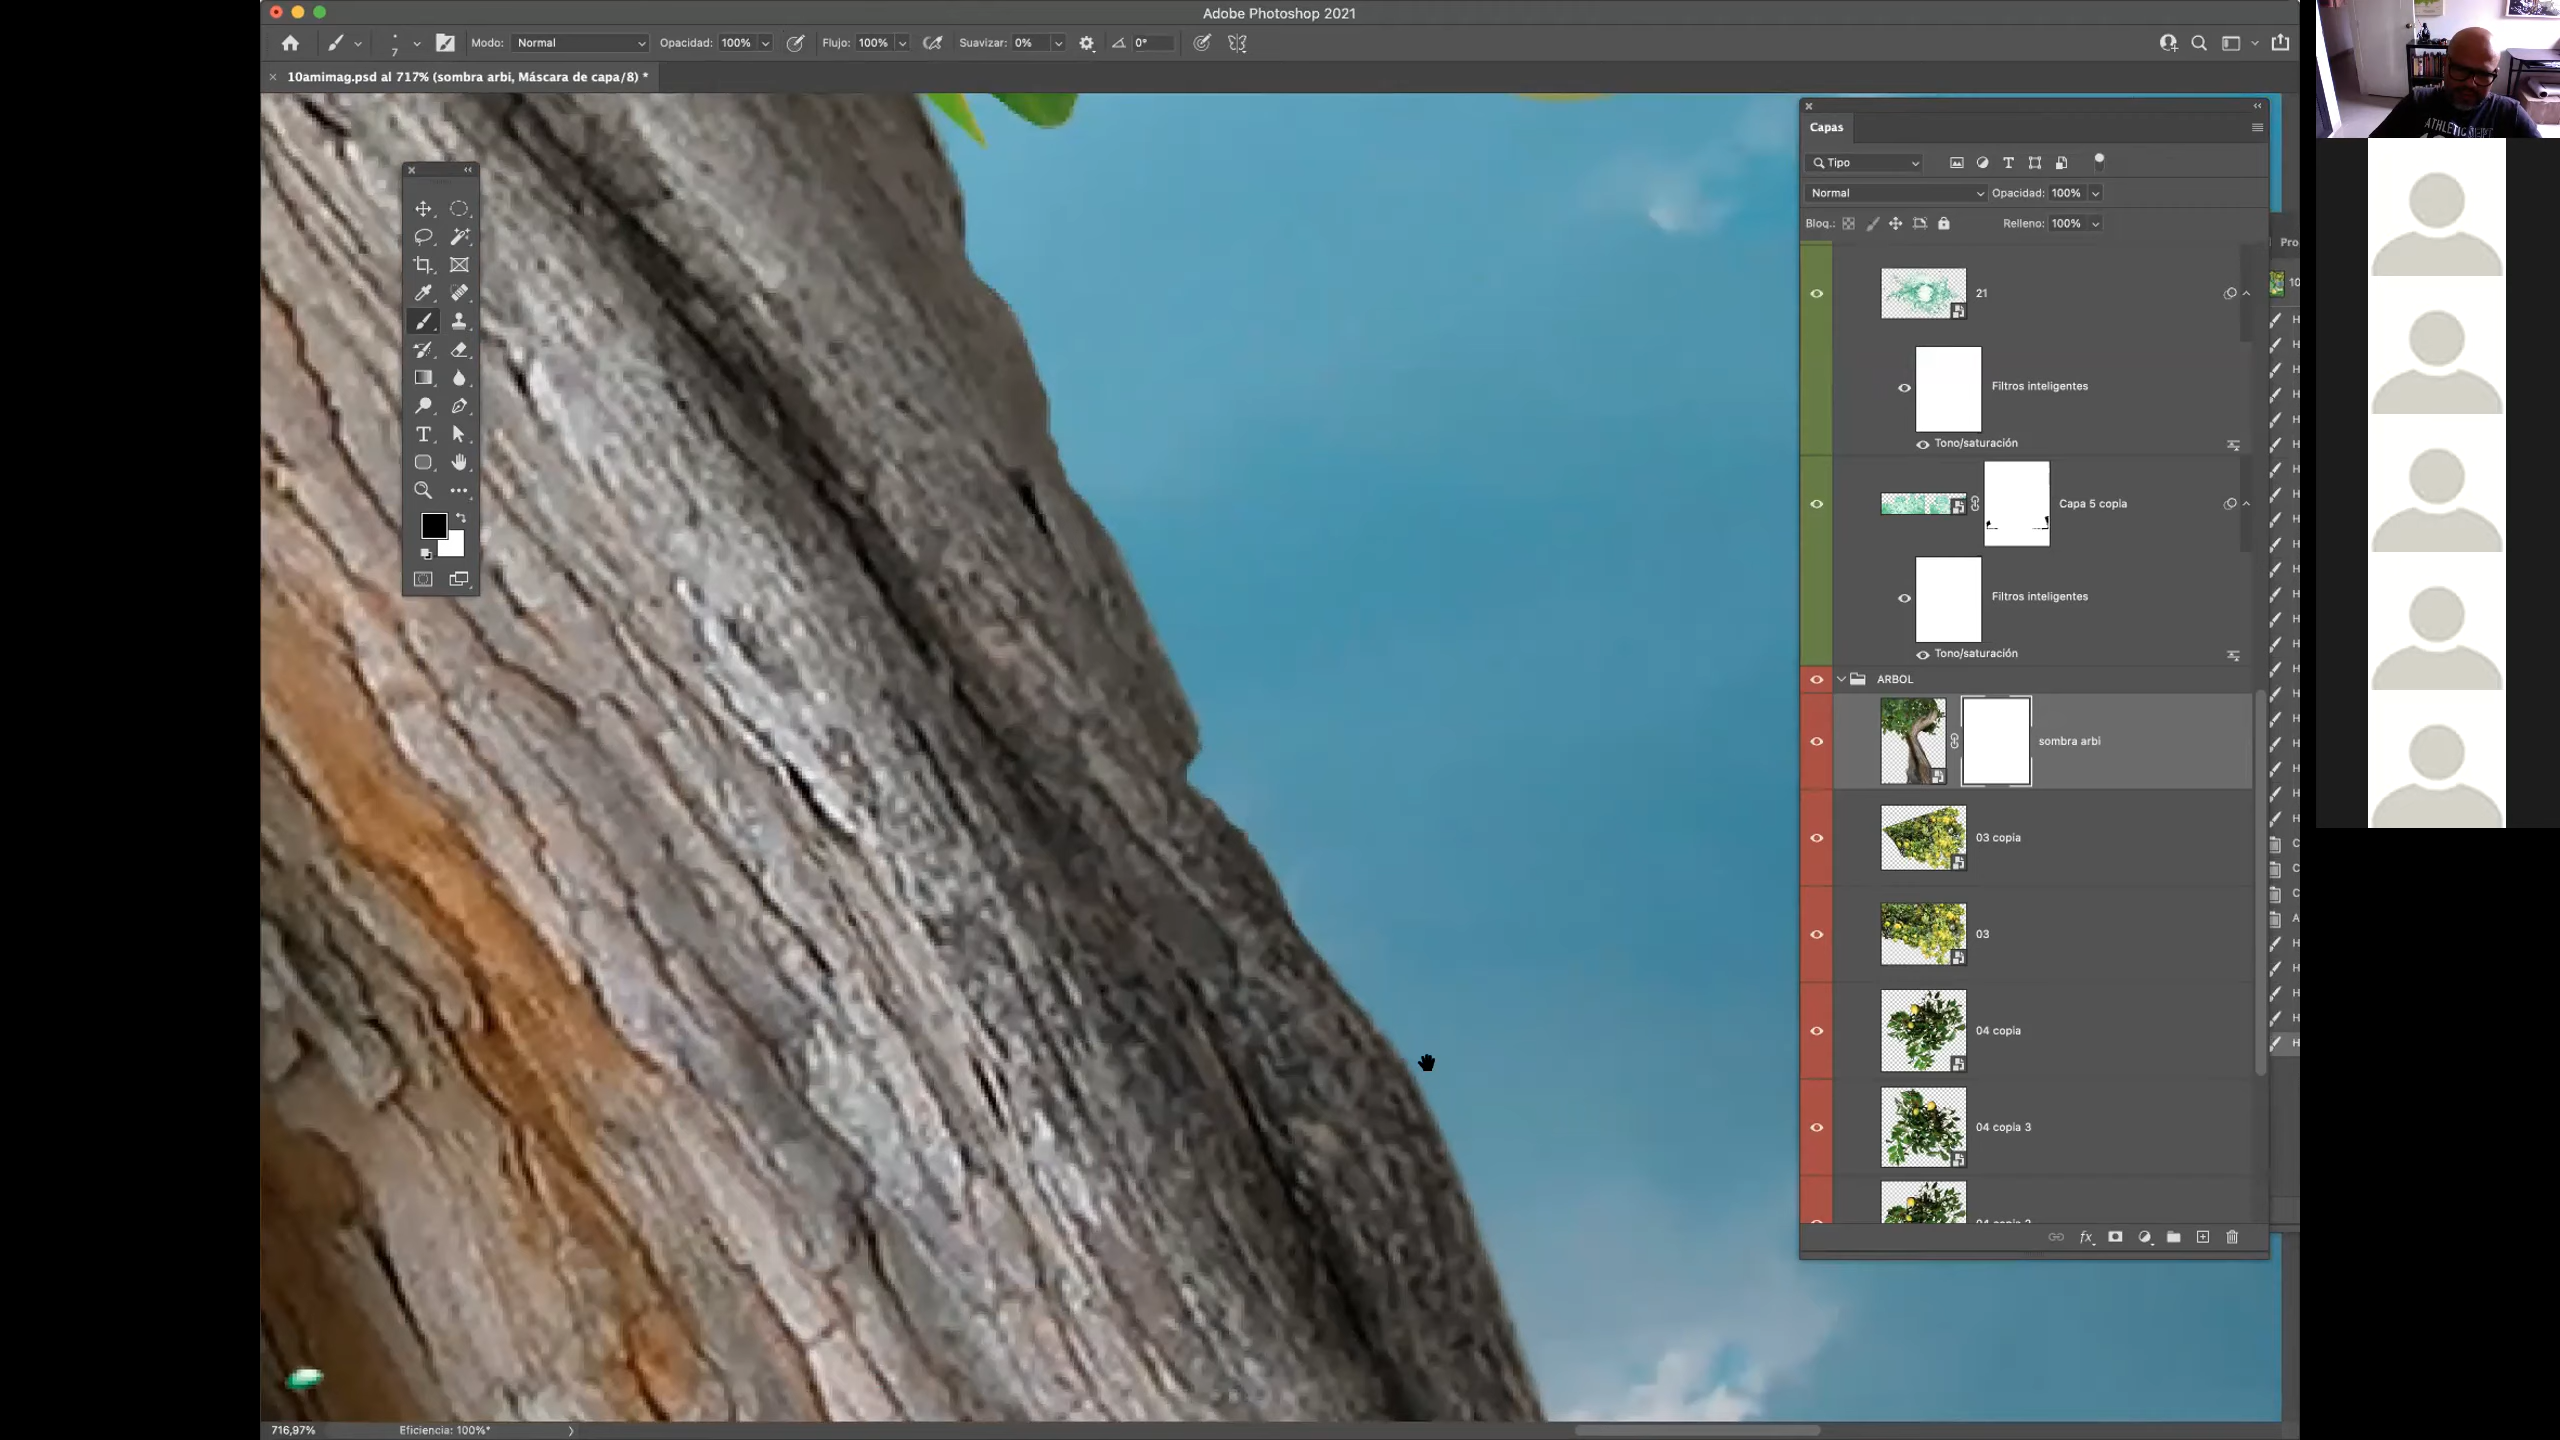 Adobe Photoshop 2021
7
Modo: Normal
Opacidad: 100%
Flujo: 100%
Suavizar: 0%
0°
10amimag.psd al 717% (sombra arbi, Máscara de capa/8) *
Capas
Tipo
Normal
Opacidad: 100%
Bloq.:
Relleno: 100%
21
Filtros inteligentes
Tono/saturación
Capa 5 copia
Filtros inteligentes
Tono/saturación
ARBOL
sombra arbi
03 copia
03
04 copia
04 copia 3
Pro
10
716,97%
Eficiencia: 100%*